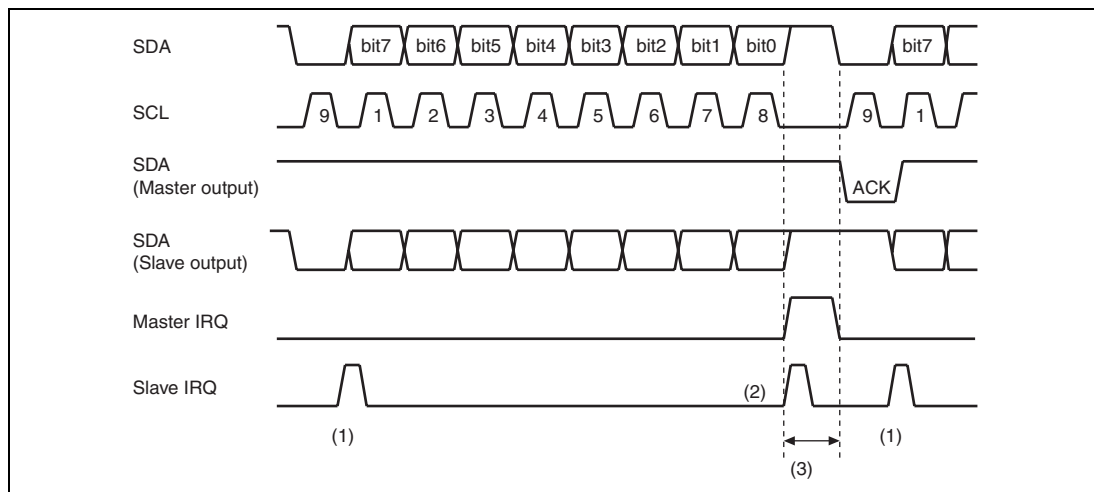 SDA bit7 bit6 bit5 bit4 bit3 bit2 bit1 bit0 bit7
SCL 9 1 2 3 4 5 6 7 8 9 1
SDA
(Master output) ACK
SDA
(Slave output)
Master IRQ
Slave IRQ (2)
(1) (1)
(3)